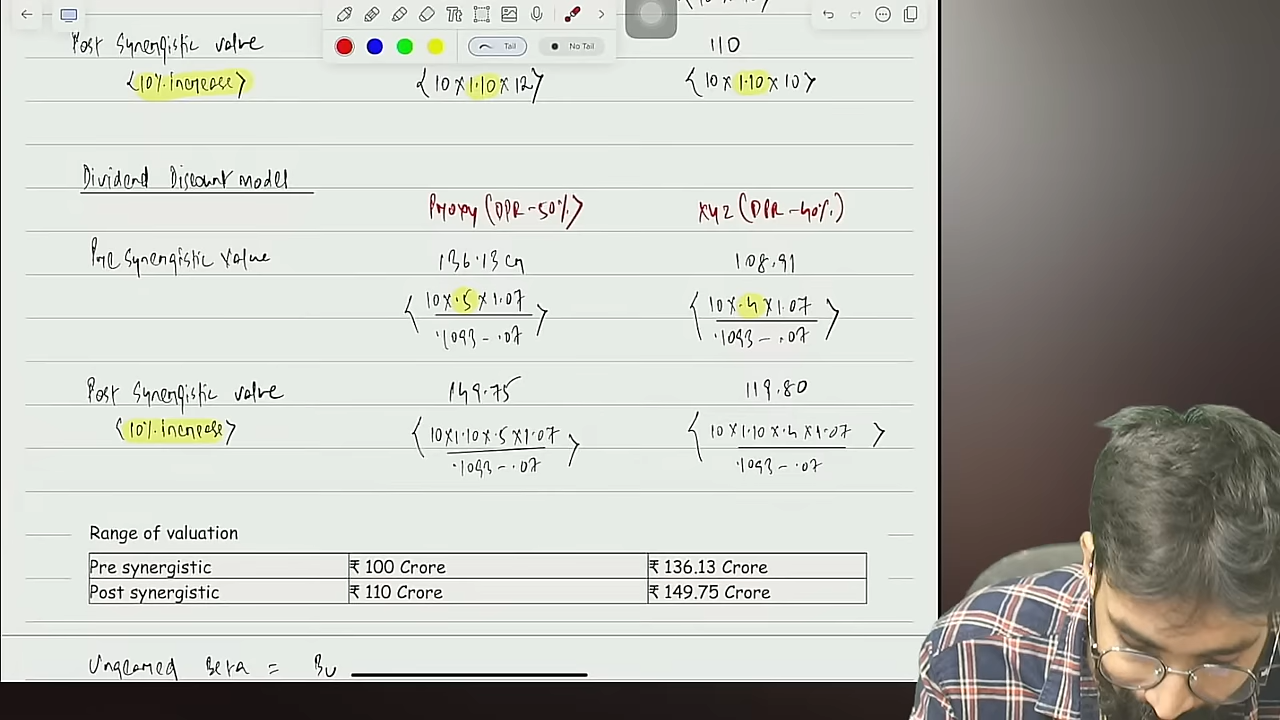 Tt
Tail
No Tail
Post Synergistic value 110
<10% increase> <10 x 1.10 x 12> <10 x 1.10 x 10>
Dividend Discount model
Proxy (DPR - 50%) XYZ (DPR - 40%)
Pre Synergistic value 136.13 cr 108.91
<10 x .5 x 1.07 <10 x .4 x 1.07
.1093 - .07> .1093 - .07>
Post Synergistic value 149.75 119.80
<10% increase> <10 x 1.10 x .5 x 1.07 <10 x 1.10 x .4 x 1.07 >
.1093 - .07> .1093 - .07
Range of valuation
Pre synergistic ₹ 100 Crore ₹ 136.13 Crore
Post synergistic ₹ 110 Crore ₹ 149.75 Crore
Ungeared Beta = Bu